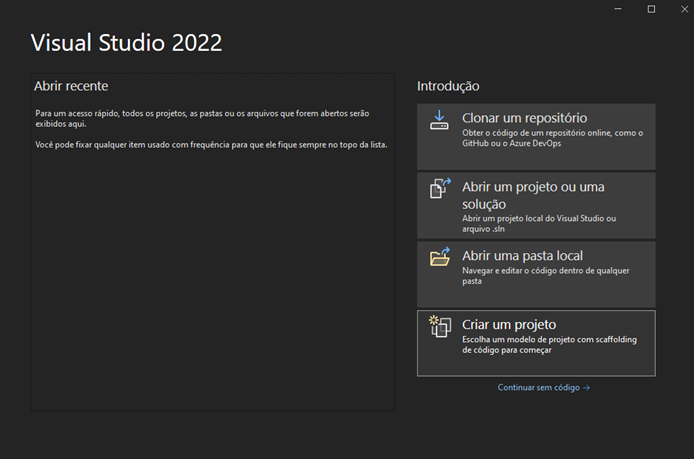 Visual Studio 2022
Abrir recente
Para um acesso rápido, todos os projetos, as pastas ou os arquivos que forem abertos serão
exibidos aqui.
Você pode fixar qualquer item usado com frequência para que ele fique sempre no topo da lista.
Introdução
Clonar um repositório
Obter o código de um repositório online, como o
GitHub ou o Azure DevOps
Abrir um projeto ou uma
solução
Abrir um projeto local do Visual Studio ou
arquivo .sln
Abrir uma pasta local
Navegar e editar o código dentro de qualquer
pasta
Criar um projeto
Escolha um modelo de projeto com scaffolding
de código para começar
Continuar sem código →